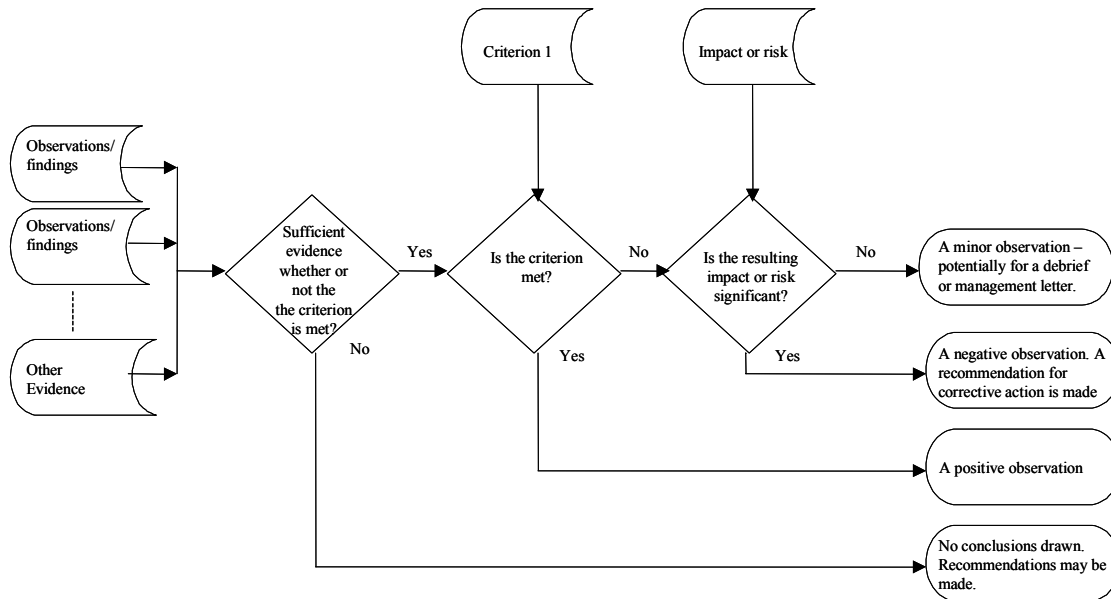 Criterion 1
Impact or risk
Observations/
findings
Observations/
findings
Other
Evidence
Sufficient
evidence
whether or
not the
the criterion
is met?
Yes
No
Is the criterion
met?
No
Yes
Is the resulting
impact or risk
significant?
No
Yes
A minor observation –
potentially for a debrief
or management letter.
A negative observation. A
recommendation for
corrective action is made
A positive observation
No conclusions drawn.
Recommendations may be
made.